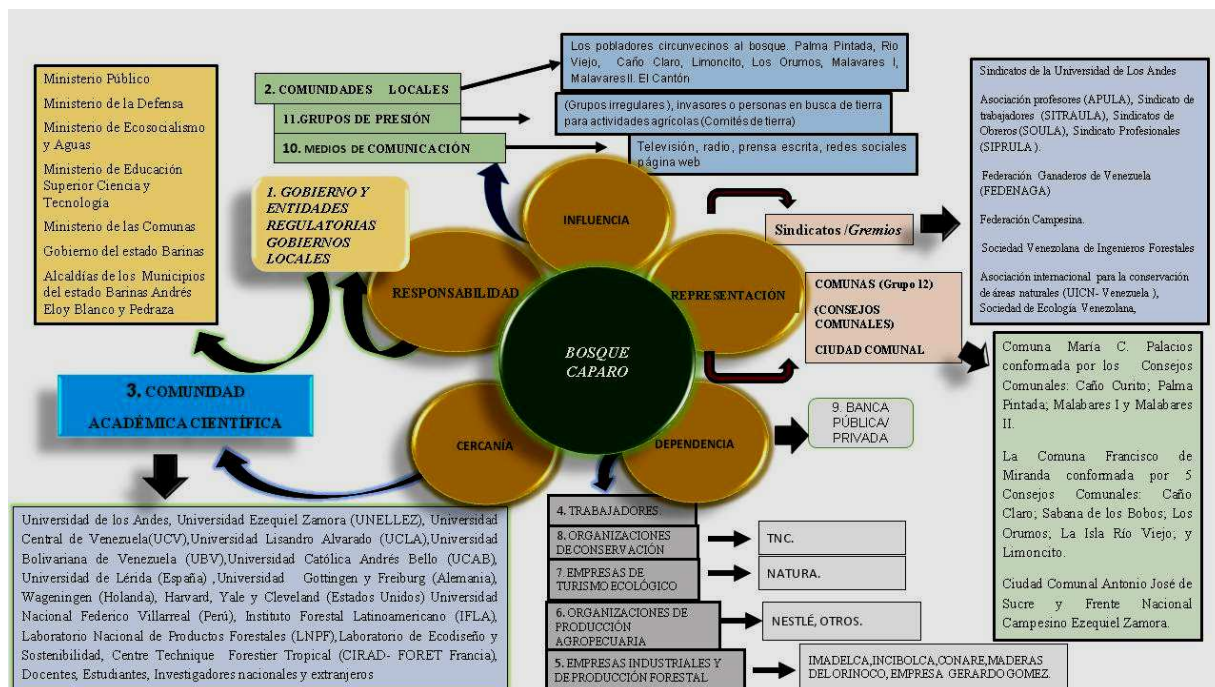 Ministerio Público
Ministerio de la Defensa
Ministerio de Ecosocialismo
y Aguas
Ministerio de Educación
Superior Ciencia y
Tecnología
Ministerio de las Comunas
Gobierno del estado Barinas
Alcaldías de los Municipios
del estado Barinas Andrés
Eloy Blanco y Pedraza
2. COMUNIDADES LOCALES
11.GRUPOS DE PRESIÓN
10. MEDIOS DE COMUNICACIÓN
Los pobladores circunvecinos al bosque. Palma Pintada, Rio
Viejo, Caño Claro, Limoncito, Los Orumos, Malavares I,
Malavares II. El Cantón
(Grupos irregulares), invasores o personas en busca de tierra
para actividades agrícolas (Comités de tierra)
Televisión, radio, prensa escrita, redes sociales
página web
1. GOBIERNO Y
ENTIDADES
REGULATORIAS
GOBIERNOS
LOCALES
INFLUENCIA
RESPONSABILIDAD
REPRESENTACIÓN
BOSQUE
CAPARO
CERCANÍA
DEPENDENCIA
Sindicatos /Gremios
COMUNAS (Grupo 12)
(CONSEJOS
COMUNALES)
CIUDAD COMUNAL
Sindicatos de la Universidad de Los Andes
Asociación profesores (APULA), Sindicato de
trabajadores (SITRAULA), Sindicatos de
Obreros (SOULA), Sindicato Profesionales
(SIPRULA ).
Federación Ganaderos de Venezuela
(FEDENAGA)
Federación Campesina.
Sociedad Venezolana de Ingenieros Forestales
Asociación internacional para la conservación
de áreas naturales (UICN- Venezuela ),
Sociedad de Ecología Venezolana,
Comuna María C. Palacios
conformada por los Consejos
Comunales: Caño Curito; Palma
Pintada; Malabares I y Malabares
II.
La Comuna Francisco de
Miranda conformada por 5
Consejos Comunales: Caño
Claro; Sabana de los Bobos; Los
Orumos; La Isla Río Viejo; y
Limoncito.
Ciudad Comunal Antonio José de
Sucre y Frente Nacional
Campesino Ezequiel Zamora.
9. BANCA
PÚBLICA/
PRIVADA
3. COMUNIDAD
ACADÉMICA CIENTÍFICA
Universidad de los Andes, Universidad Ezequiel Zamora (UNELLEZ), Universidad
Central de Venezuela(UCV),Universidad Lisandro Alvarado (UCLA),Universidad
Bolivariana de Venezuela (UBV),Universidad Católica Andrés Bello (UCAB),
Universidad de Lérida (España) ,Universidad Gottingen y Freiburg (Alemania),
Wageningen (Holanda), Harvard, Yale y Cleveland (Estados Unidos) Universidad
Nacional Federico Villarreal (Perú), Instituto Forestal Latinoamericano (IFLA),
Laboratorio Nacional de Productos Forestales (LNPF),Laboratorio de Ecodiseño y
Sostenibilidad, Centre Technique Forestier Tropical (CIRAD- FORET Francia),
Docentes, Estudiantes, Investigadores nacionales y extranjeros
4. TRABAJADORES.
8. ORGANIZACIONES
DE CONSERVACIÓN
TNC.
7. EMPRESAS DE
TURISMO ECOLÓGICO
NATURA.
6. ORGANIZACIONES DE
PRODUCCIÓN
AGROPECUARIA
NESTLÉ, OTROS.
5. EMPRESAS INDUSTRIALES Y
DE PRODUCCIÓN FORESTAL
IMADELCA,INCIBOLCA,CONARE,MADERAS
DEL ORINOCO, EMPRESA GERARDO GOMEZ.